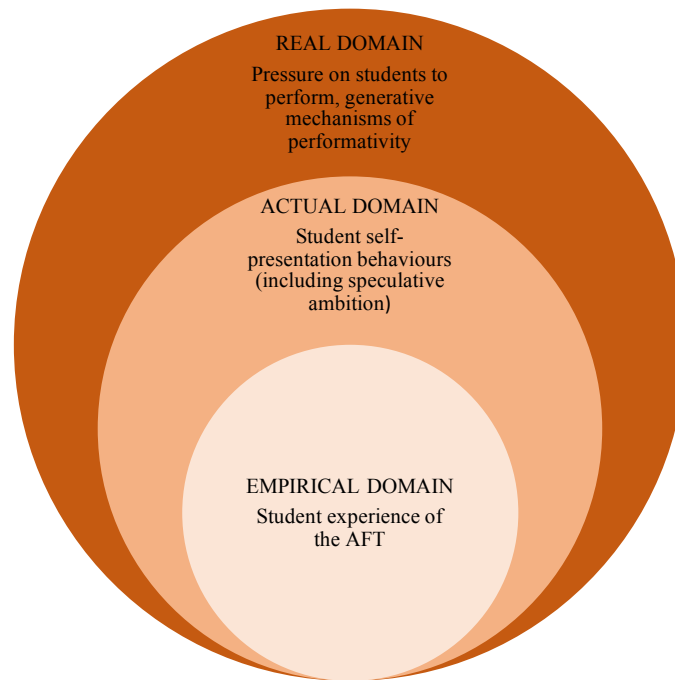 REAL DOMAIN
Pressure on students to
perform, generative
mechanisms of
performativity
ACTUAL DOMAIN
Student self-
presentation behaviours
(including speculative
ambition)
EMPIRICAL DOMAIN
Student experience of
the AFT